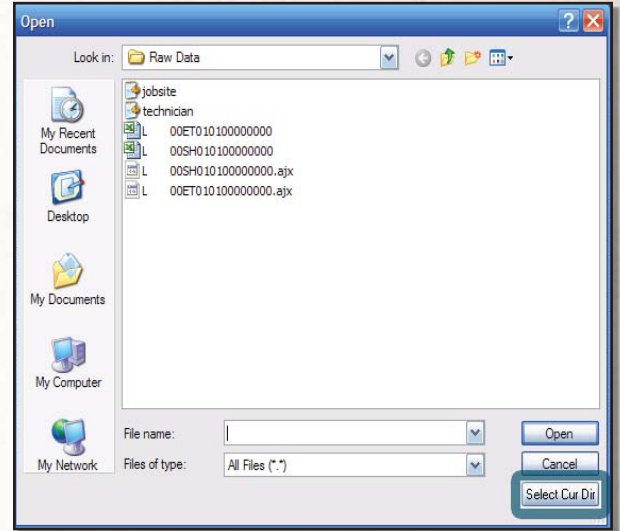 Open
Look in: Raw Data
jobsite
technician
L 00ET010100000000
L 00SH010100000000
L 00SH010100000000.ajx
L 00ET010100000000.ajx
My Recent
Documents
Desktop
My Documents
My Computer
My Network
File name:
Open
Files of type: All Files (*.*)
Cancel
Select Cur Dir